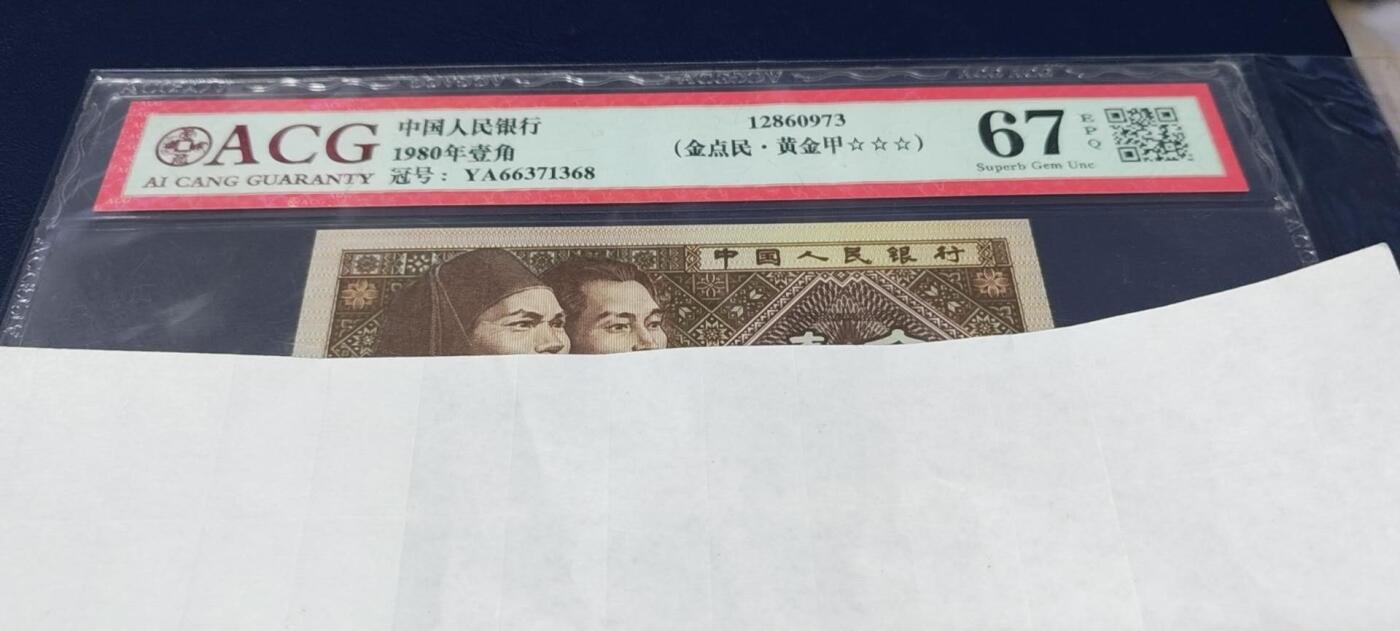 ACG
AI CANG GUARANTY
中国人民银行
1980年壹角
冠号：YA66371368
12860973
(金点民·黄金甲☆☆☆)
67
EPQ
Superb Gem Unc
中国人民银行